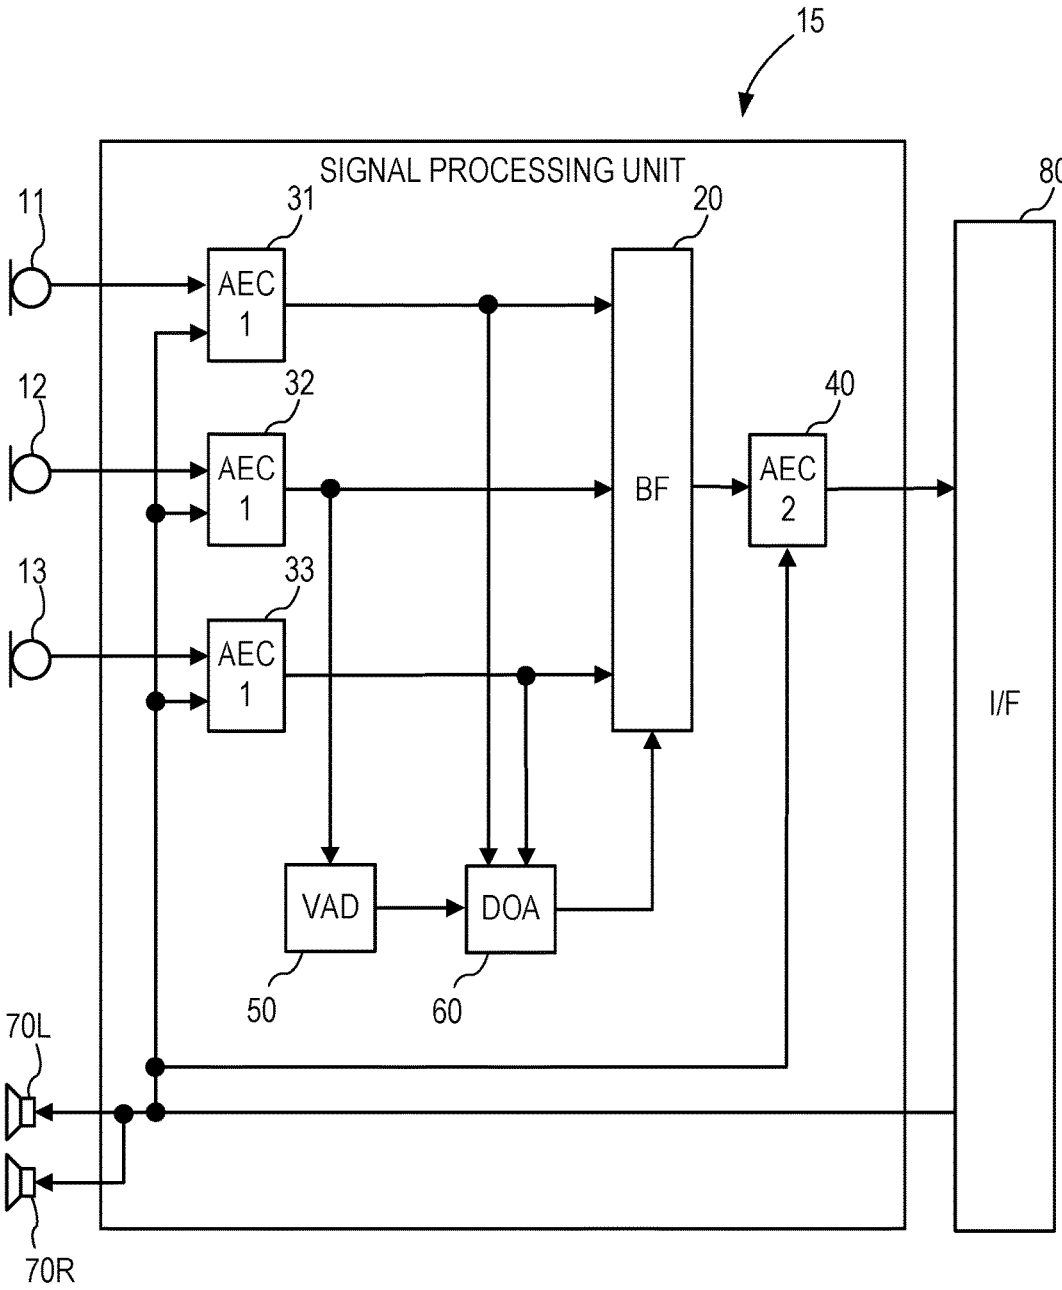 15
SIGNAL PROCESSING UNIT
80
11
31
20
AEC
1
12
32
40
AEC
1
AEC
2
BF
13
33
AEC
1
I/F
VAD
DOA
50
60
70L
70R